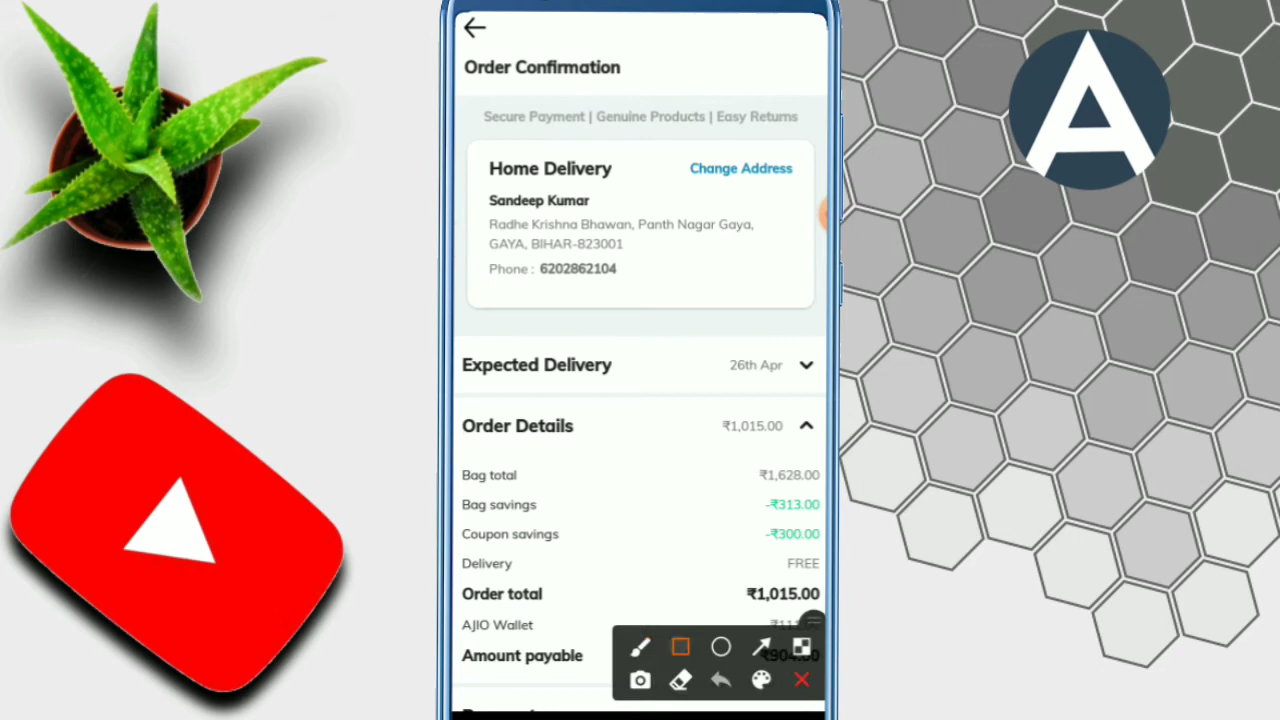 Order Confirmation
Secure Payment | Genuine Products | Easy Returns
Home Delivery Change Address
Sandeep Kumar
Radhe Krishna Bhawan, Panth Nagar Gaya,
GAYA, BIHAR-823001
Phone : 6202862104
Expected Delivery 26th Apr
Order Details ₹1,015.00
Bag total ₹1,628.00
Bag savings -₹313.00
Coupon savings -₹300.00
Delivery FREE
Order total ₹1,015.00
AJIO Wallet
Amount payable ₹904.00
A